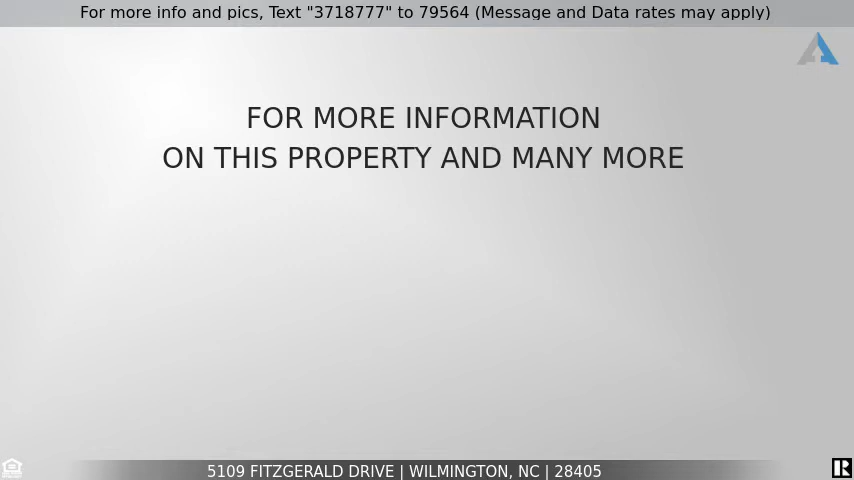 For more info and pics, Text "3718777" to 79564 (Message and Data rates may apply)
FOR MORE INFORMATION
ON THIS PROPERTY AND MANY MORE
5109 FITZGERALD DRIVE | WILMINGTON, NC | 28405